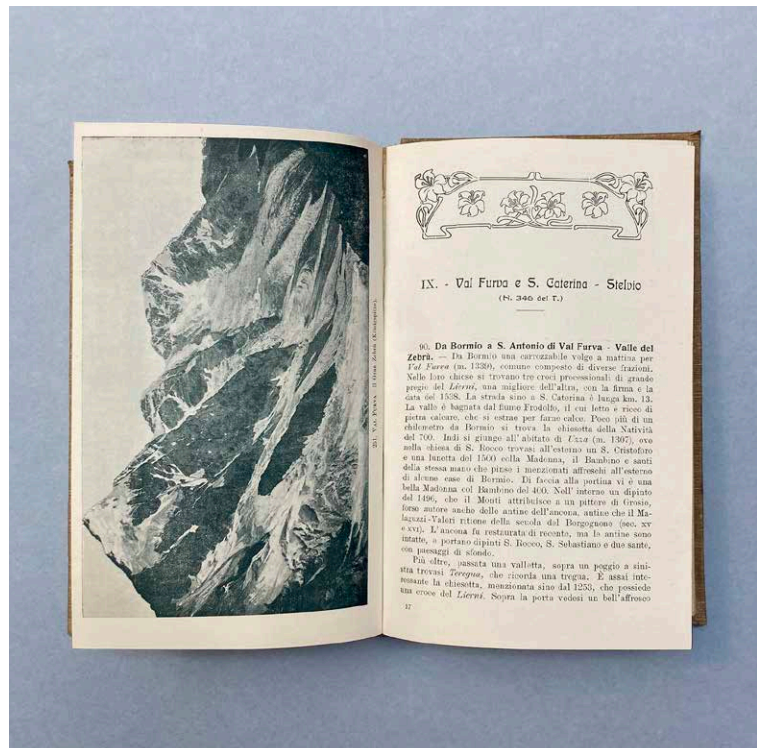 251. VAL FURVA - Il Gran Zebrù (Königspitze).
IX. - Val Furva e S. Caterina - Stelvio
(N. 346 del T.)
90. Da Bormio a S. Antonio di Val Furva - Valle del
Zebrù. — Da Bormio una carrozzabile volge a mattina per
Val Furva (m. 1339), comune composto di diverse frazioni.
Nelle loro chiese si trovano tre croci processionali di grande
pregio del Lierni, una migliore dell'altra, con la firma e la
data del 1538. La strada sino a S. Caterina è lunga km. 13.
La valle è bagnata dal fiume Frodolfo, il cui letto è ricco di
pietra calcare, che si estrae per farne calce. Poco più di un
chilometro da Bormio si trova la chiesetta della Natività
del 700. Indi si giunge all'abitato di Uzza (m. 1307), ove
nella chiesa di S. Rocco trovasi all'esterno un S. Cristoforo
e una lunetta del 1500 colla Madonna, il Bambino e santi
della stessa mano che pinse i menzionati affreschi all'esterno
di alcune case di Bormio. Di faccia alla portina vi è una
bella Madonna col Bambino del 400. Nell'interno un dipinto
del 1496, che il Monti attribuisce a un pittore di Grosio,
forse autore anche delle antine dell'ancona, antine che il Ma-
laguzzi-Valeri ritiene della scuola del Borgognone (sec. XV
e XVI). L'ancona fu restaurata di recente, ma le antine sono
intatte, e portano dipinti S. Rocco, S. Sebastiano e due sante,
con paesaggi di sfondo.
Più oltre, passata una valletta, sopra un poggio a sini-
stra trovasi Teregua, che ricorda una tregua. È assai inte-
ressante la chiesetta, menzionata sino dal 1253, che possiede
una croce del Lierni. Sopra la porta vedesi un bell'affresco
17